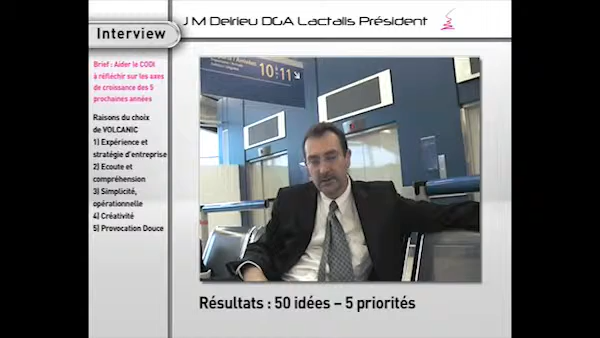 Interview
J M Delrieu DGA Lactalis Président
Brief : Aider le CODI
à réfléchir sur les axes
de croissance des 5
prochaines années
Raisons du choix
de VOLCANIC
1) Expérience et
stratégie d'entreprise
2) Ecoute et
compréhension
3) Simplicité,
opérationnelle
4) Créativité
5) Provocation Douce
10 11
Résultats : 50 idées – 5 priorités